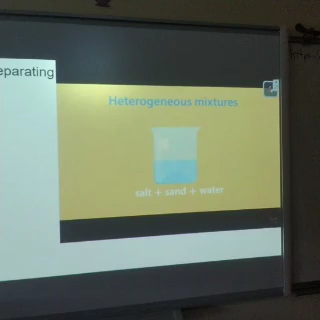 eparating
Heterogeneous mixtures
salt + sand + water